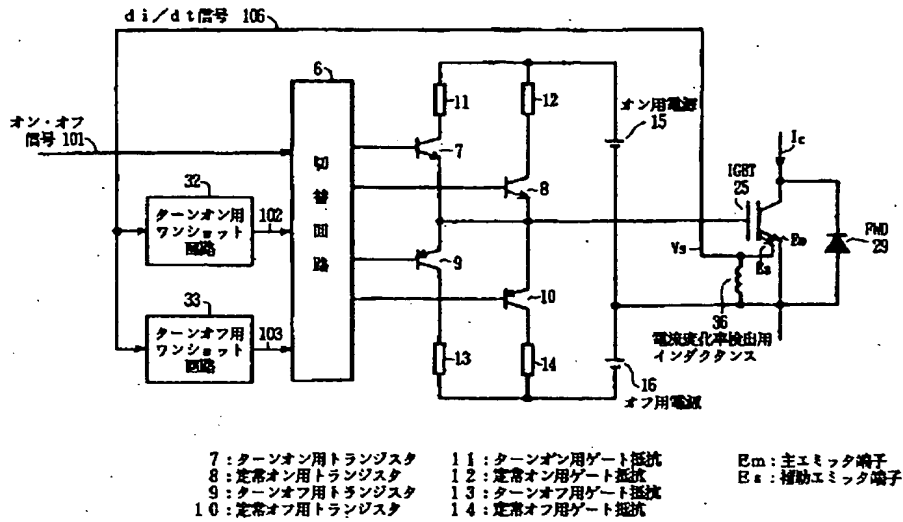 di/dt信号 106
6
11
12
オン用電源
15
オン・オフ
信号 101
7
Ic
切替回路
IGBT
25
8
32
ターンオン用
ワンショット
回路
102
Em
FWD
29
Vs
Es
9
10
33
ターンオフ用
ワンショット
回路
103
36
電流変化率検出用
インダクタンス
13
14
16
オフ用電源
7:ターンオン用トランジスタ
8:定常オン用トランジスタ
9:ターンオフ用トランジスタ
10:定常オフ用トランジスタ
11:ターンオン用ゲート抵抗
12:定常オン用ゲート抵抗
13:ターンオフ用ゲート抵抗
14:定常オフ用ゲート抵抗
Em:主エミッタ端子
Es:補助エミッタ端子